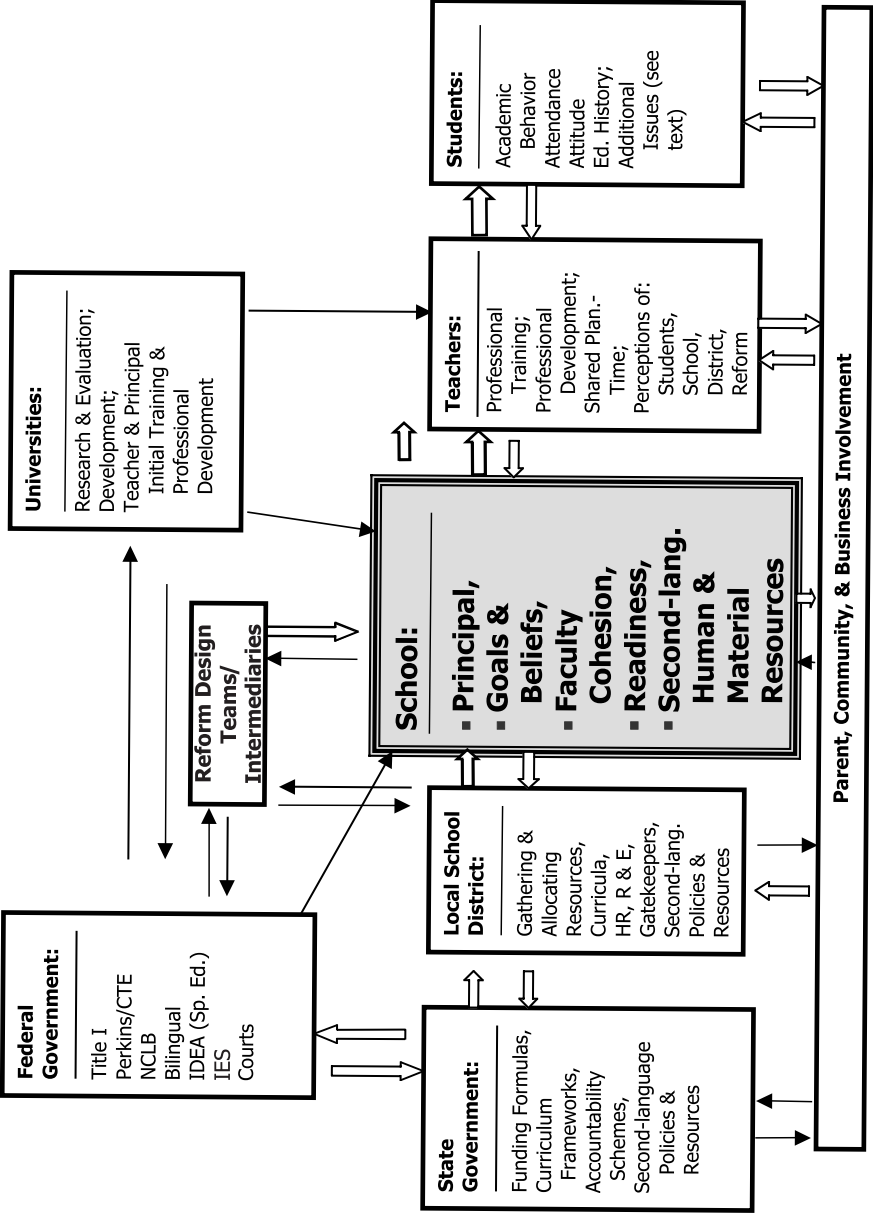 Federal
Government:
Title I
Perkins/CTE
NCLB
Bilingual
IDEA (Sp. Ed.)
IES
Courts
Reform Design
Teams/
Intermediaries
Universities:
Research & Evaluation;
Development;
Teacher & Principal
Initial Training &
Professional
Development
State
Government:
Funding Formulas,
Curriculum
Frameworks,
Accountability
Schemes,
Second-language
Policies &
Resources
Local School
District:
Gathering &
Allocating
Resources,
Curricula,
HR, R & E,
Gatekeepers,
Second-lang.
Policies &
Resources
School:
▪ Principal,
▪ Goals &
Beliefs,
▪ Faculty
Cohesion,
▪ Readiness,
▪ Second-lang.
Human &
Material
Resources
Teachers:
Professional
Training;
Professional
Development;
Shared Plan.-
Time;
Perceptions of:
Students,
School,
District,
Reform
Students:
Academic
Behavior
Attendance
Attitude
Ed. History;
Additional
Issues (see
text)
Parent, Community, & Business Involvement